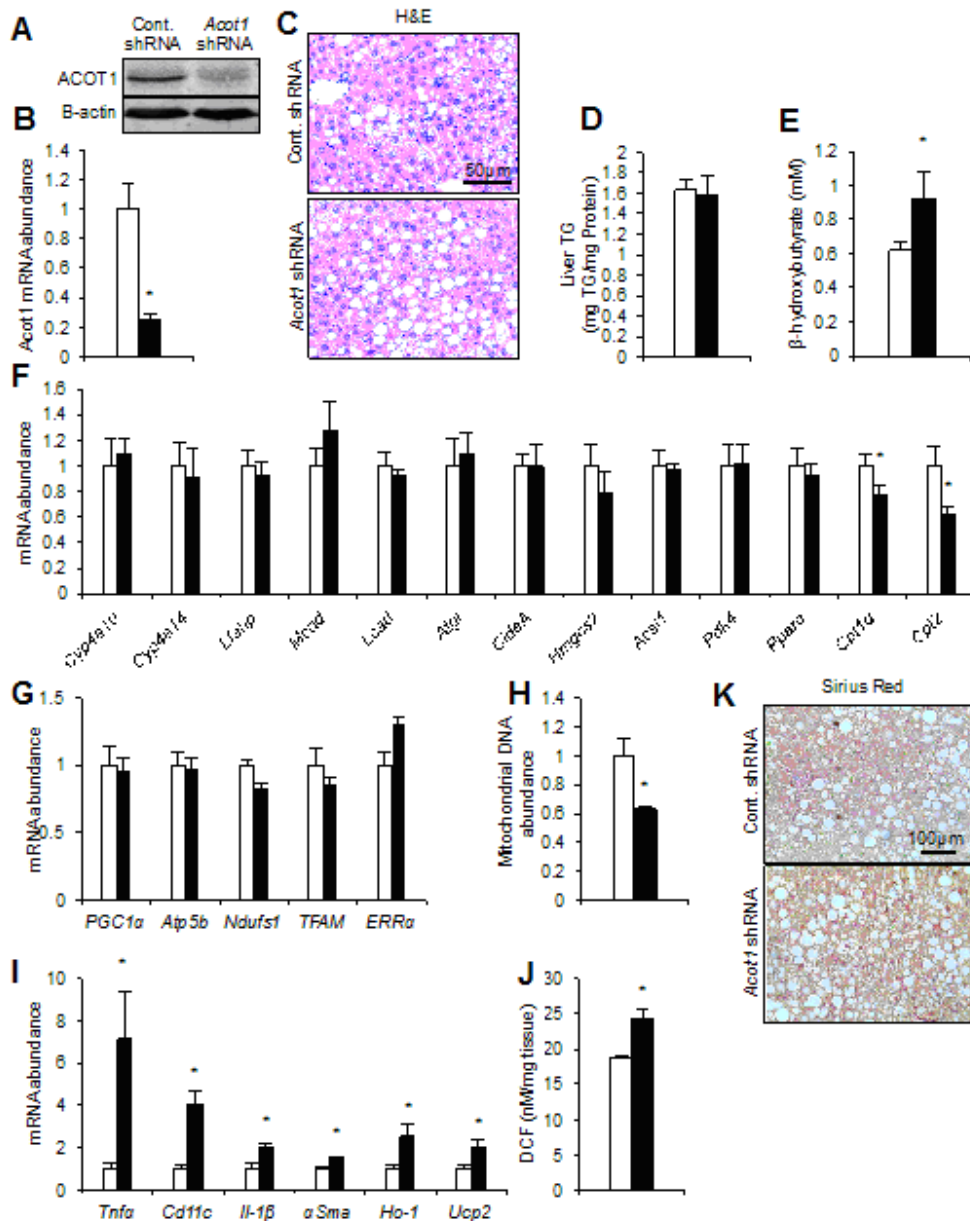 A
Cont. shRNA
Acot1 shRNA
ACOT1
B-actin
B
Acot1 mRNA abundance
1.4
1.2
1
0.8
0.6
0.4
0.2
0
*
C
H&E
Cont. shRNA
50µm
Acot1 shRNA
D
Liver TG
(mg TG/mg Protein)
2
1.8
1.6
1.4
1.2
1
0.8
0.6
0.4
0.2
0
E
β-hydroxybutyrate (mM)
1.2
1
0.8
0.6
0.4
0.2
0
*
F
mRNA abundance
1.6
1.4
1.2
1
0.8
0.6
0.4
0.2
0
* *
Cyp4a10 Cyp4a14 Lfabp Mcad Lcad Atgl CideA Acsl1 Pdk4 Pparα Cpt1α Cpt2
G
mRNA abundance
1.5
1
0.5
0
PGC1α Atp5b Ndufs1 TFAM ERRα
H
Mitochondrial DNA
abundance
1.4
1.2
1
0.8
0.6
0.4
0.2
0
*
I
mRNA abundance
10
8
6
4
2
0
* * * * * *
Tnfα Cd11c Il-1β αSma Ho-1 Ucp2
J
DCF (nM/mg tissue)
30
25
20
15
10
5
0
*
K
Sirius Red
Cont. shRNA
100µm
Acot1 shRNA